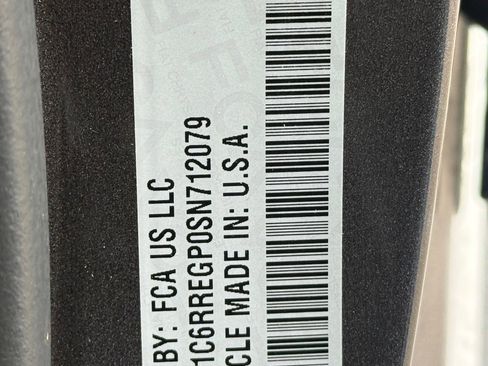 BY: FCA US LLC
1C6RREGP0SN712079
CLE MADE IN: U.S.A.